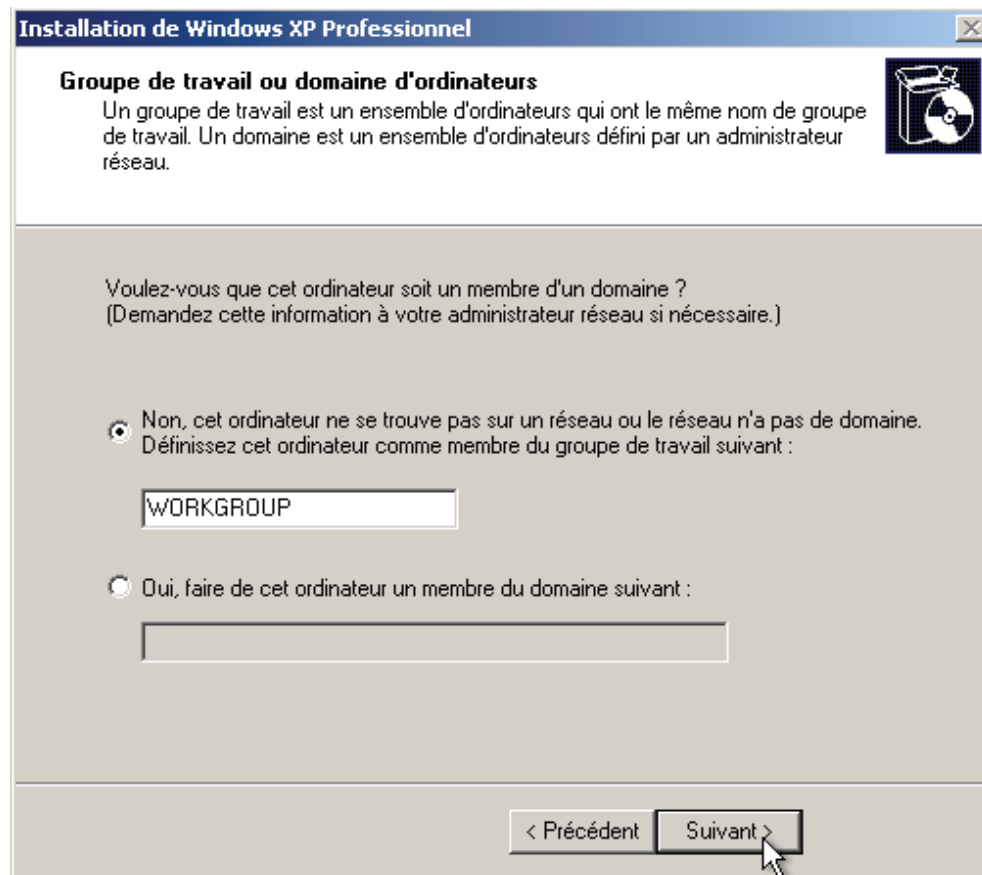 Installation de Windows XP Professionnel
Groupe de travail ou domaine d'ordinateurs
Un groupe de travail est un ensemble d'ordinateurs qui ont le même nom de groupe
de travail. Un domaine est un ensemble d'ordinateurs défini par un administrateur
réseau.
Voulez-vous que cet ordinateur soit un membre d'un domaine ?
(Demandez cette information à votre administrateur réseau si nécessaire.)
Non, cet ordinateur ne se trouve pas sur un réseau ou le réseau n'a pas de domaine.
Définissez cet ordinateur comme membre du groupe de travail suivant :
WORKGROUP
Oui, faire de cet ordinateur un membre du domaine suivant :
< Précédent Suivant >